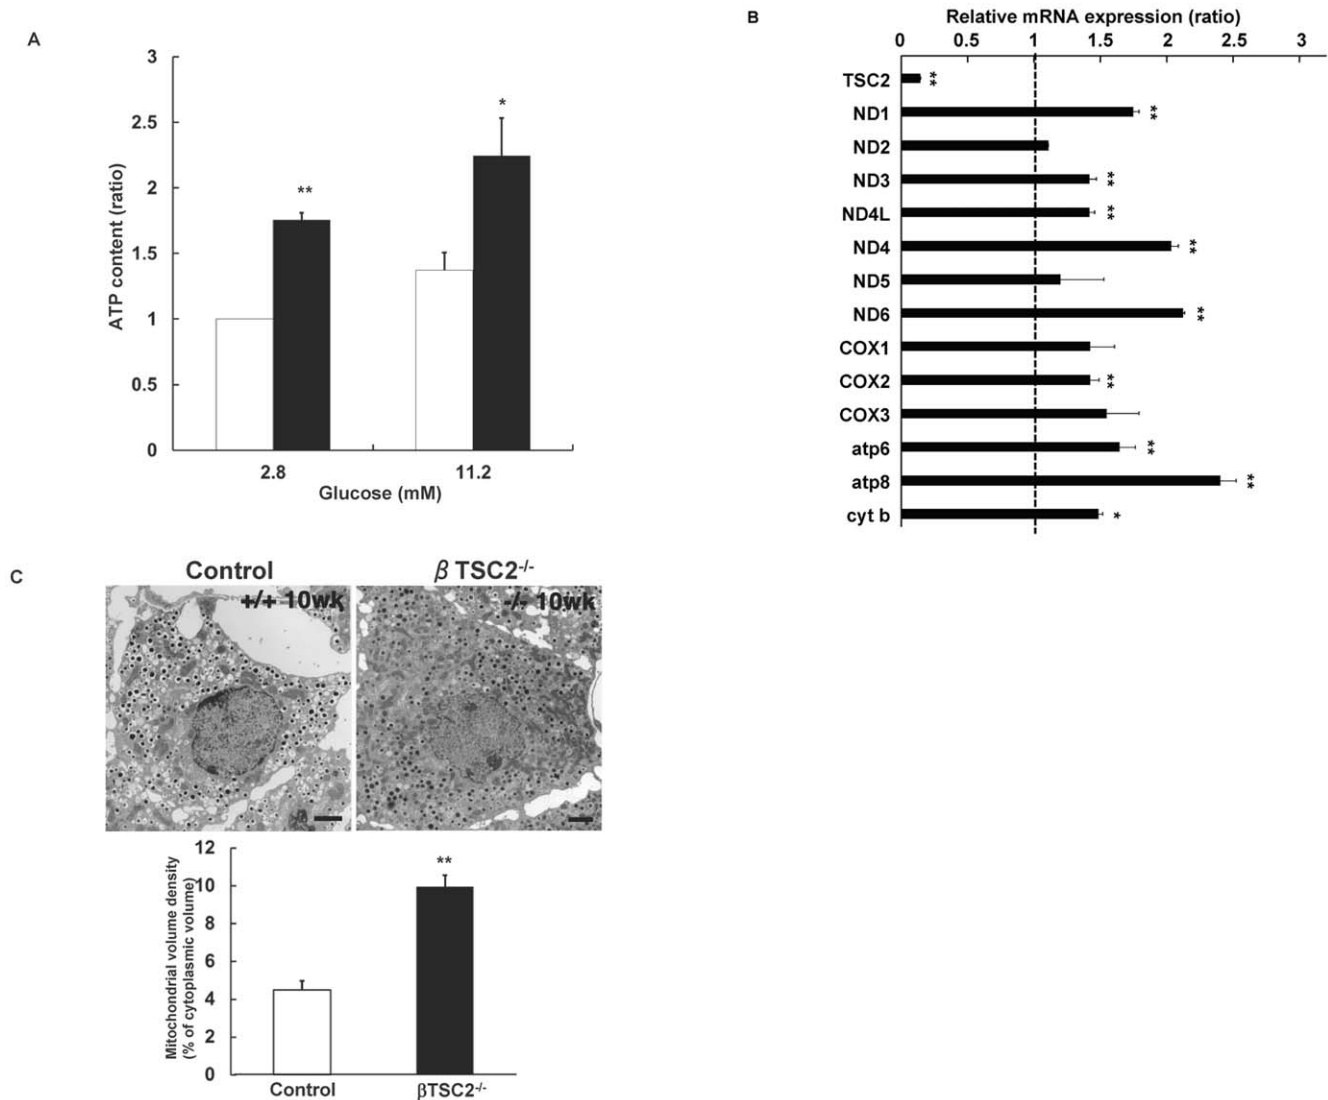 A
3
2.5
2
1.5
1
0.5
0
ATP content (ratio)
**
*
2.8
11.2
Glucose (mM)
B
Relative mRNA expression (ratio)
0 0.5 1 1.5 2 2.5 3
TSC2 **
ND1 **
ND2
ND3 **
ND4L **
ND4 **
ND5
ND6 **
COX1
COX2 **
COX3
atp6 **
atp8 **
cyt b *
C
Control
β TSC2-/-
+/+ 10wk
-/- 10wk
12
10
8
6
4
2
0
Mitochondrial volume density
(% of cytoplasmic volume)
**
Control
βTSC2-/-